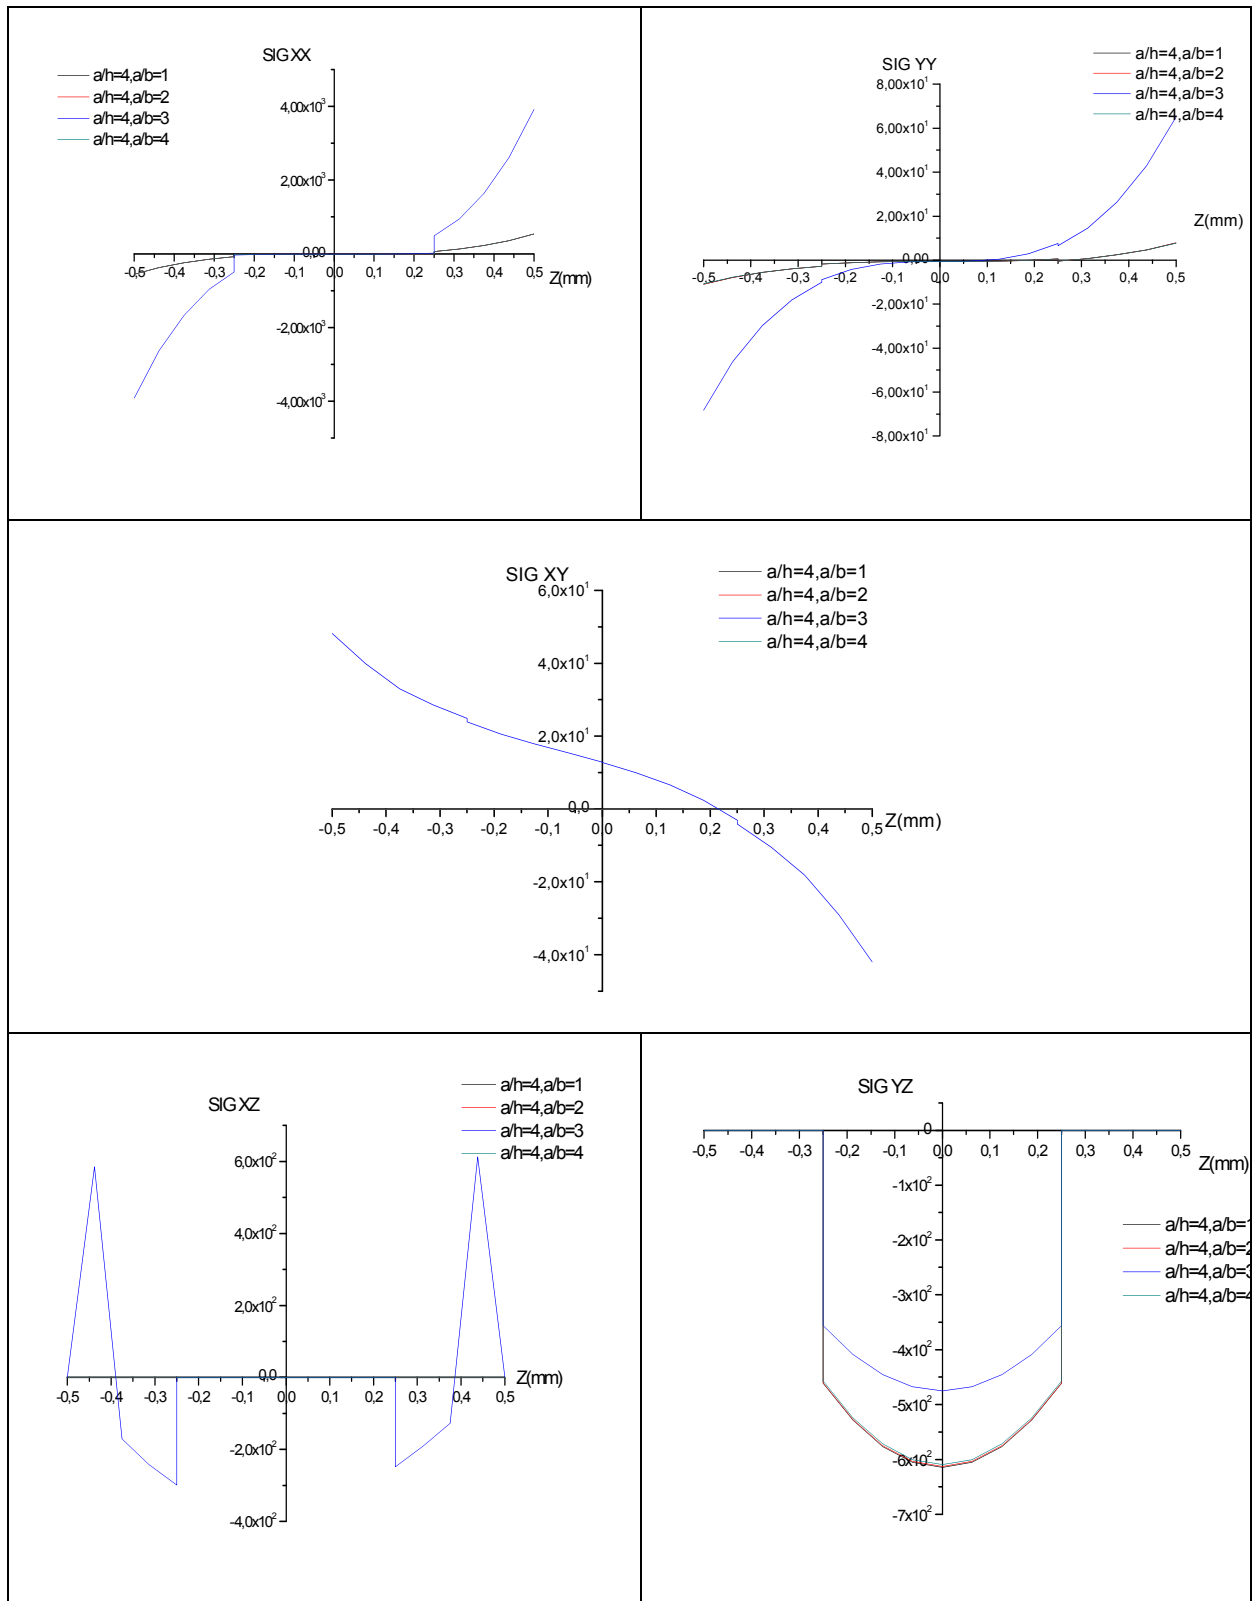 SIG XX
a/h=4,a/b=1
a/h=4,a/b=2
a/h=4,a/b=3
a/h=4,a/b=4
4,00x10³
2,00x10³
0,00
-2,00x10³
-4,00x10³
-0,5 -0,4 -0,3 -0,2 -0,1 0,0 0,1 0,2 0,3 0,4 0,5
Z(mm)
SIG YY
a/h=4,a/b=1
a/h=4,a/b=2
a/h=4,a/b=3
a/h=4,a/b=4
8,00x10¹
6,00x10¹
4,00x10¹
2,00x10¹
0,00
-2,00x10¹
-4,00x10¹
-6,00x10¹
-8,00x10¹
-0,5 -0,4 -0,3 -0,2 -0,1 0,0 0,1 0,2 0,3 0,4 0,5
Z(mm)
SIG XY
a/h=4,a/b=1
a/h=4,a/b=2
a/h=4,a/b=3
a/h=4,a/b=4
6,0x10¹
4,0x10¹
2,0x10¹
0,0
-2,0x10¹
-4,0x10¹
-0,5 -0,4 -0,3 -0,2 -0,1 0,0 0,1 0,2 0,3 0,4 0,5
Z(mm)
SIG XZ
a/h=4,a/b=1
a/h=4,a/b=2
a/h=4,a/b=3
a/h=4,a/b=4
6,0x10²
4,0x10²
2,0x10²
0,0
-2,0x10²
-4,0x10²
-0,5 -0,4 -0,3 -0,2 -0,1 0,0 0,1 0,2 0,3 0,4 0,5
Z(mm)
SIG YZ
0
-1x10²
-2x10²
-3x10²
-4x10²
-5x10²
-6x10²
-7x10²
-0,5 -0,4 -0,3 -0,2 -0,1 0,0 0,1 0,2 0,3 0,4 0,5
Z(mm)
a/h=4,a/b=1
a/h=4,a/b=2
a/h=4,a/b=3
a/h=4,a/b=4